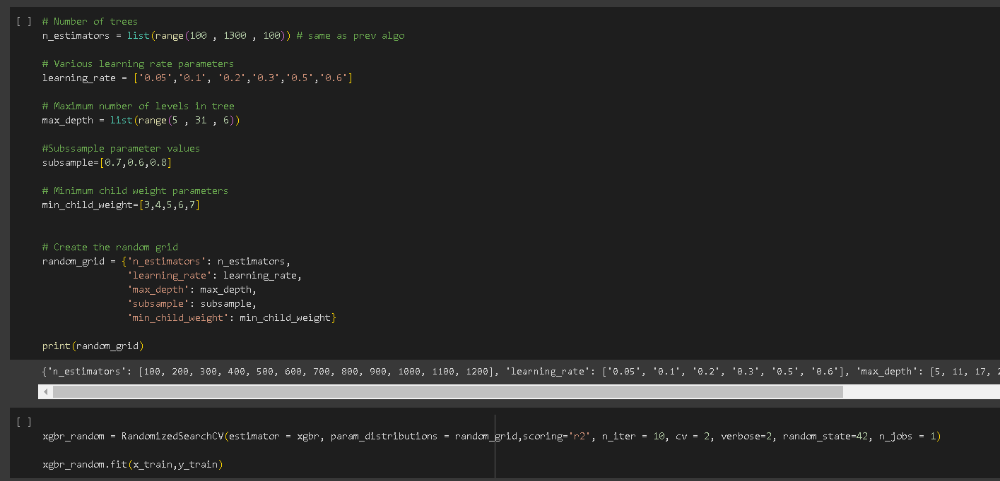 [ ] # Number of trees
n_estimators = list(range(100 , 1300 , 100)) # same as prev algo
# Various learning rate parameters
learning_rate = ['0.05','0.1', '0.2','0.3','0.5','0.6']
# Maximum number of levels in tree
max_depth = list(range(5 , 31 , 6))
#Subssample parameter values
subsample=[0.7,0.6,0.8]
# Minimum child weight parameters
min_child_weight=[3,4,5,6,7]
# Create the random grid
random_grid = {'n_estimators': n_estimators,
'learning_rate': learning_rate,
'max_depth': max_depth,
'subsample': subsample,
'min_child_weight': min_child_weight}
print(random_grid)
{'n_estimators': [100, 200, 300, 400, 500, 600, 700, 800, 900, 1000, 1100, 1200], 'learning_rate': ['0.05', '0.1', '0.2', '0.3', '0.5', '0.6'], 'max_depth': [5, 11, 17,
[ ]
xgbr_random = RandomizedSearchCV(estimator = xgbr, param_distributions = random_grid,scoring='r2', n_iter = 10, cv = 2, verbose=2, random_state=42, n_jobs = 1)
xgbr_random.fit(x_train,y_train)